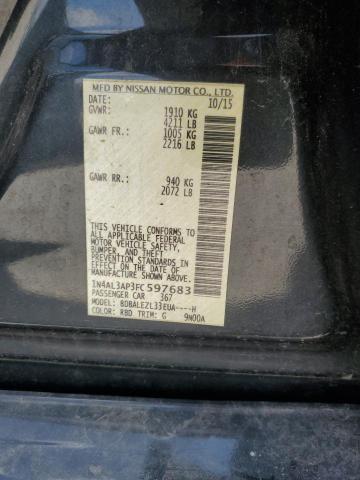 MFD BY NISSAN MOTOR CO., LTD.
DATE: 10/15
GVWR: 1910 KG
4211 LB
GAWR FR: 1005 KG
2216 LB
GAWR RR: 940 KG
2072 LB
THIS VEHICLE CONFORMS TO
ALL APPLICABLE FEDERAL
MOTOR VEHICLE SAFETY,
BUMPER, AND THEFT
PREVENTION STANDARDS IN
EFFECT ON THE DATE OF
MANUFACTURE SHOWN ABOVE.
1N4AL3AP3FC597683
PASSENGER CAR 367
MODEL: BDBALEZL33EUA----H
COLOR: RBD TRIM: G 9N00A